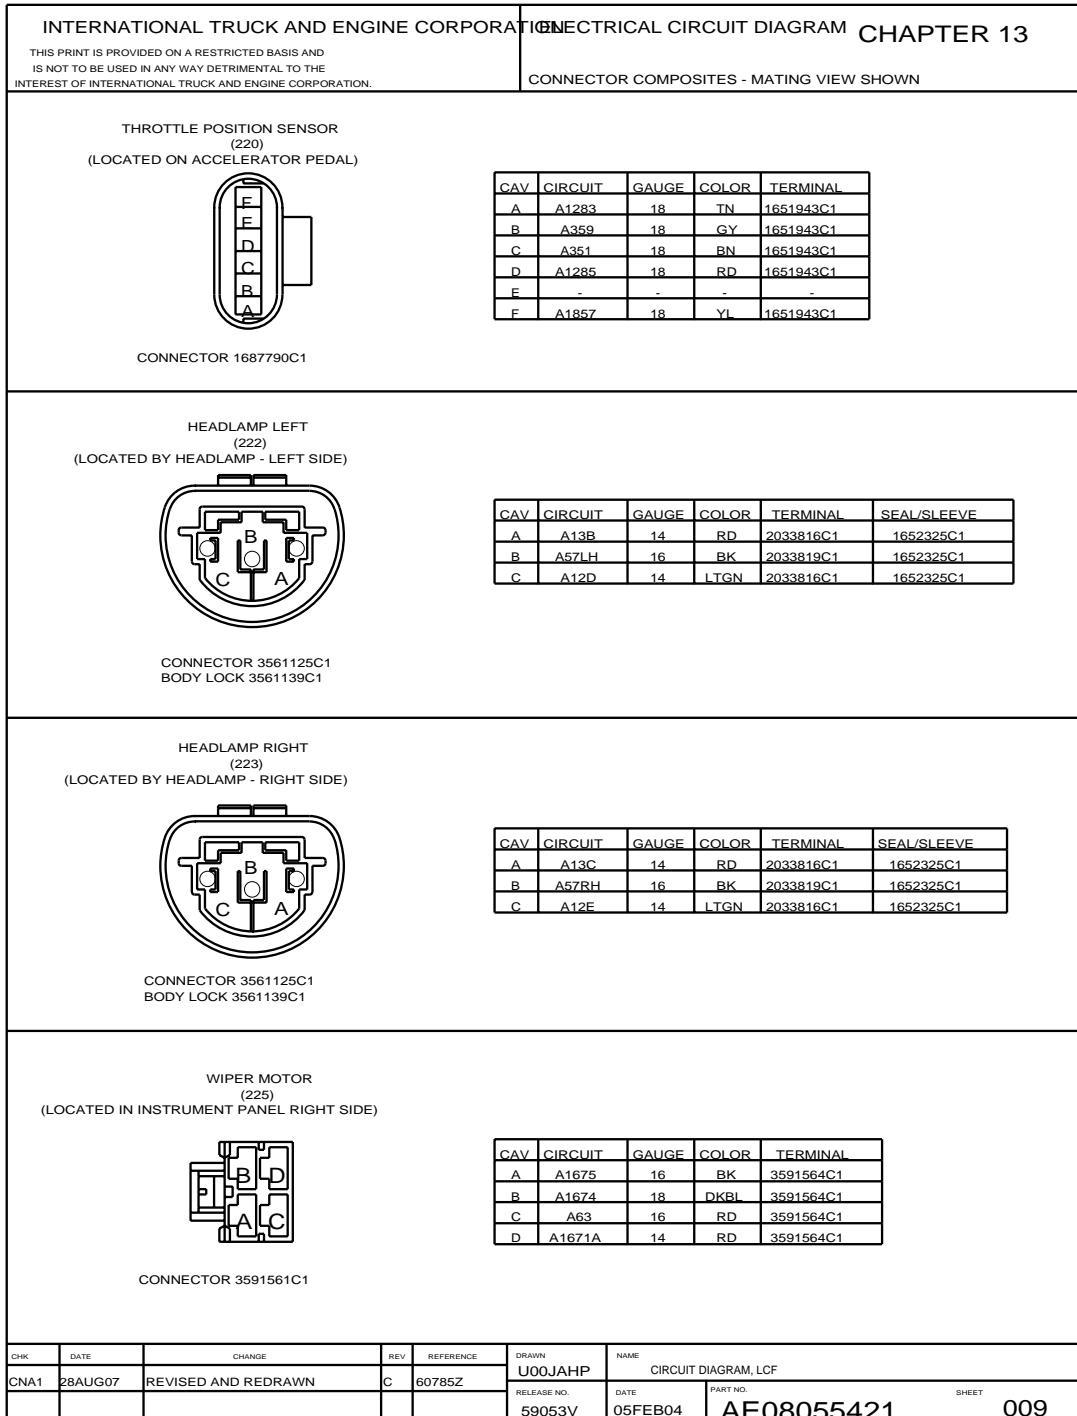 INTERNATIONAL TRUCK AND ENGINE CORPORATION
THIS PRINT IS PROVIDED ON A RESTRICTED BASIS AND
IS NOT TO BE USED IN ANY WAY DETRIMENTAL TO THE
INTEREST OF INTERNATIONAL TRUCK AND ENGINE CORPORATION.
ELECTRICAL CIRCUIT DIAGRAM CHAPTER 13
CONNECTOR COMPOSITES - MATING VIEW SHOWN
THROTTLE POSITION SENSOR
(220)
(LOCATED ON ACCELERATOR PEDAL)
F
E
D
C
B
A
CONNECTOR 1687790C1
CAV CIRCUIT GAUGE COLOR TERMINAL
A A1283 18 TN 1651943C1
B A359 18 GY 1651943C1
C A351 18 BN 1651943C1
D A1285 18 RD 1651943C1
E - - - -
F A1857 18 YL 1651943C1
HEADLAMP LEFT
(222)
(LOCATED BY HEADLAMP - LEFT SIDE)
B
C A
CONNECTOR 3561125C1
BODY LOCK 3561139C1
CAV CIRCUIT GAUGE COLOR TERMINAL SEAL/SLEEVE
A A13B 14 RD 2033816C1 1652325C1
B A57LH 16 BK 2033819C1 1652325C1
C A12D 14 LTGN 2033816C1 1652325C1
HEADLAMP RIGHT
(223)
(LOCATED BY HEADLAMP - RIGHT SIDE)
B
C A
CONNECTOR 3561125C1
BODY LOCK 3561139C1
CAV CIRCUIT GAUGE COLOR TERMINAL SEAL/SLEEVE
A A13C 14 RD 2033816C1 1652325C1
B A57RH 16 BK 2033819C1 1652325C1
C A12E 14 LTGN 2033816C1 1652325C1
WIPER MOTOR
(225)
(LOCATED IN INSTRUMENT PANEL RIGHT SIDE)
B D
A C
CONNECTOR 3591561C1
CAV CIRCUIT GAUGE COLOR TERMINAL
A A1675 16 BK 3591564C1
B A1674 18 DKBL 3591564C1
C A63 16 RD 3591564C1
D A1671A 14 RD 3591564C1
CHK DATE CHANGE REV REFERENCE
CNA1 28AUG07 REVISED AND REDRAWN C 60785Z
DRAWN
U00JAHP
NAME
CIRCUIT DIAGRAM, LCF
RELEASE NO.
59053V
DATE
05FEB04
PART NO.
AE08055421
SHEET
009